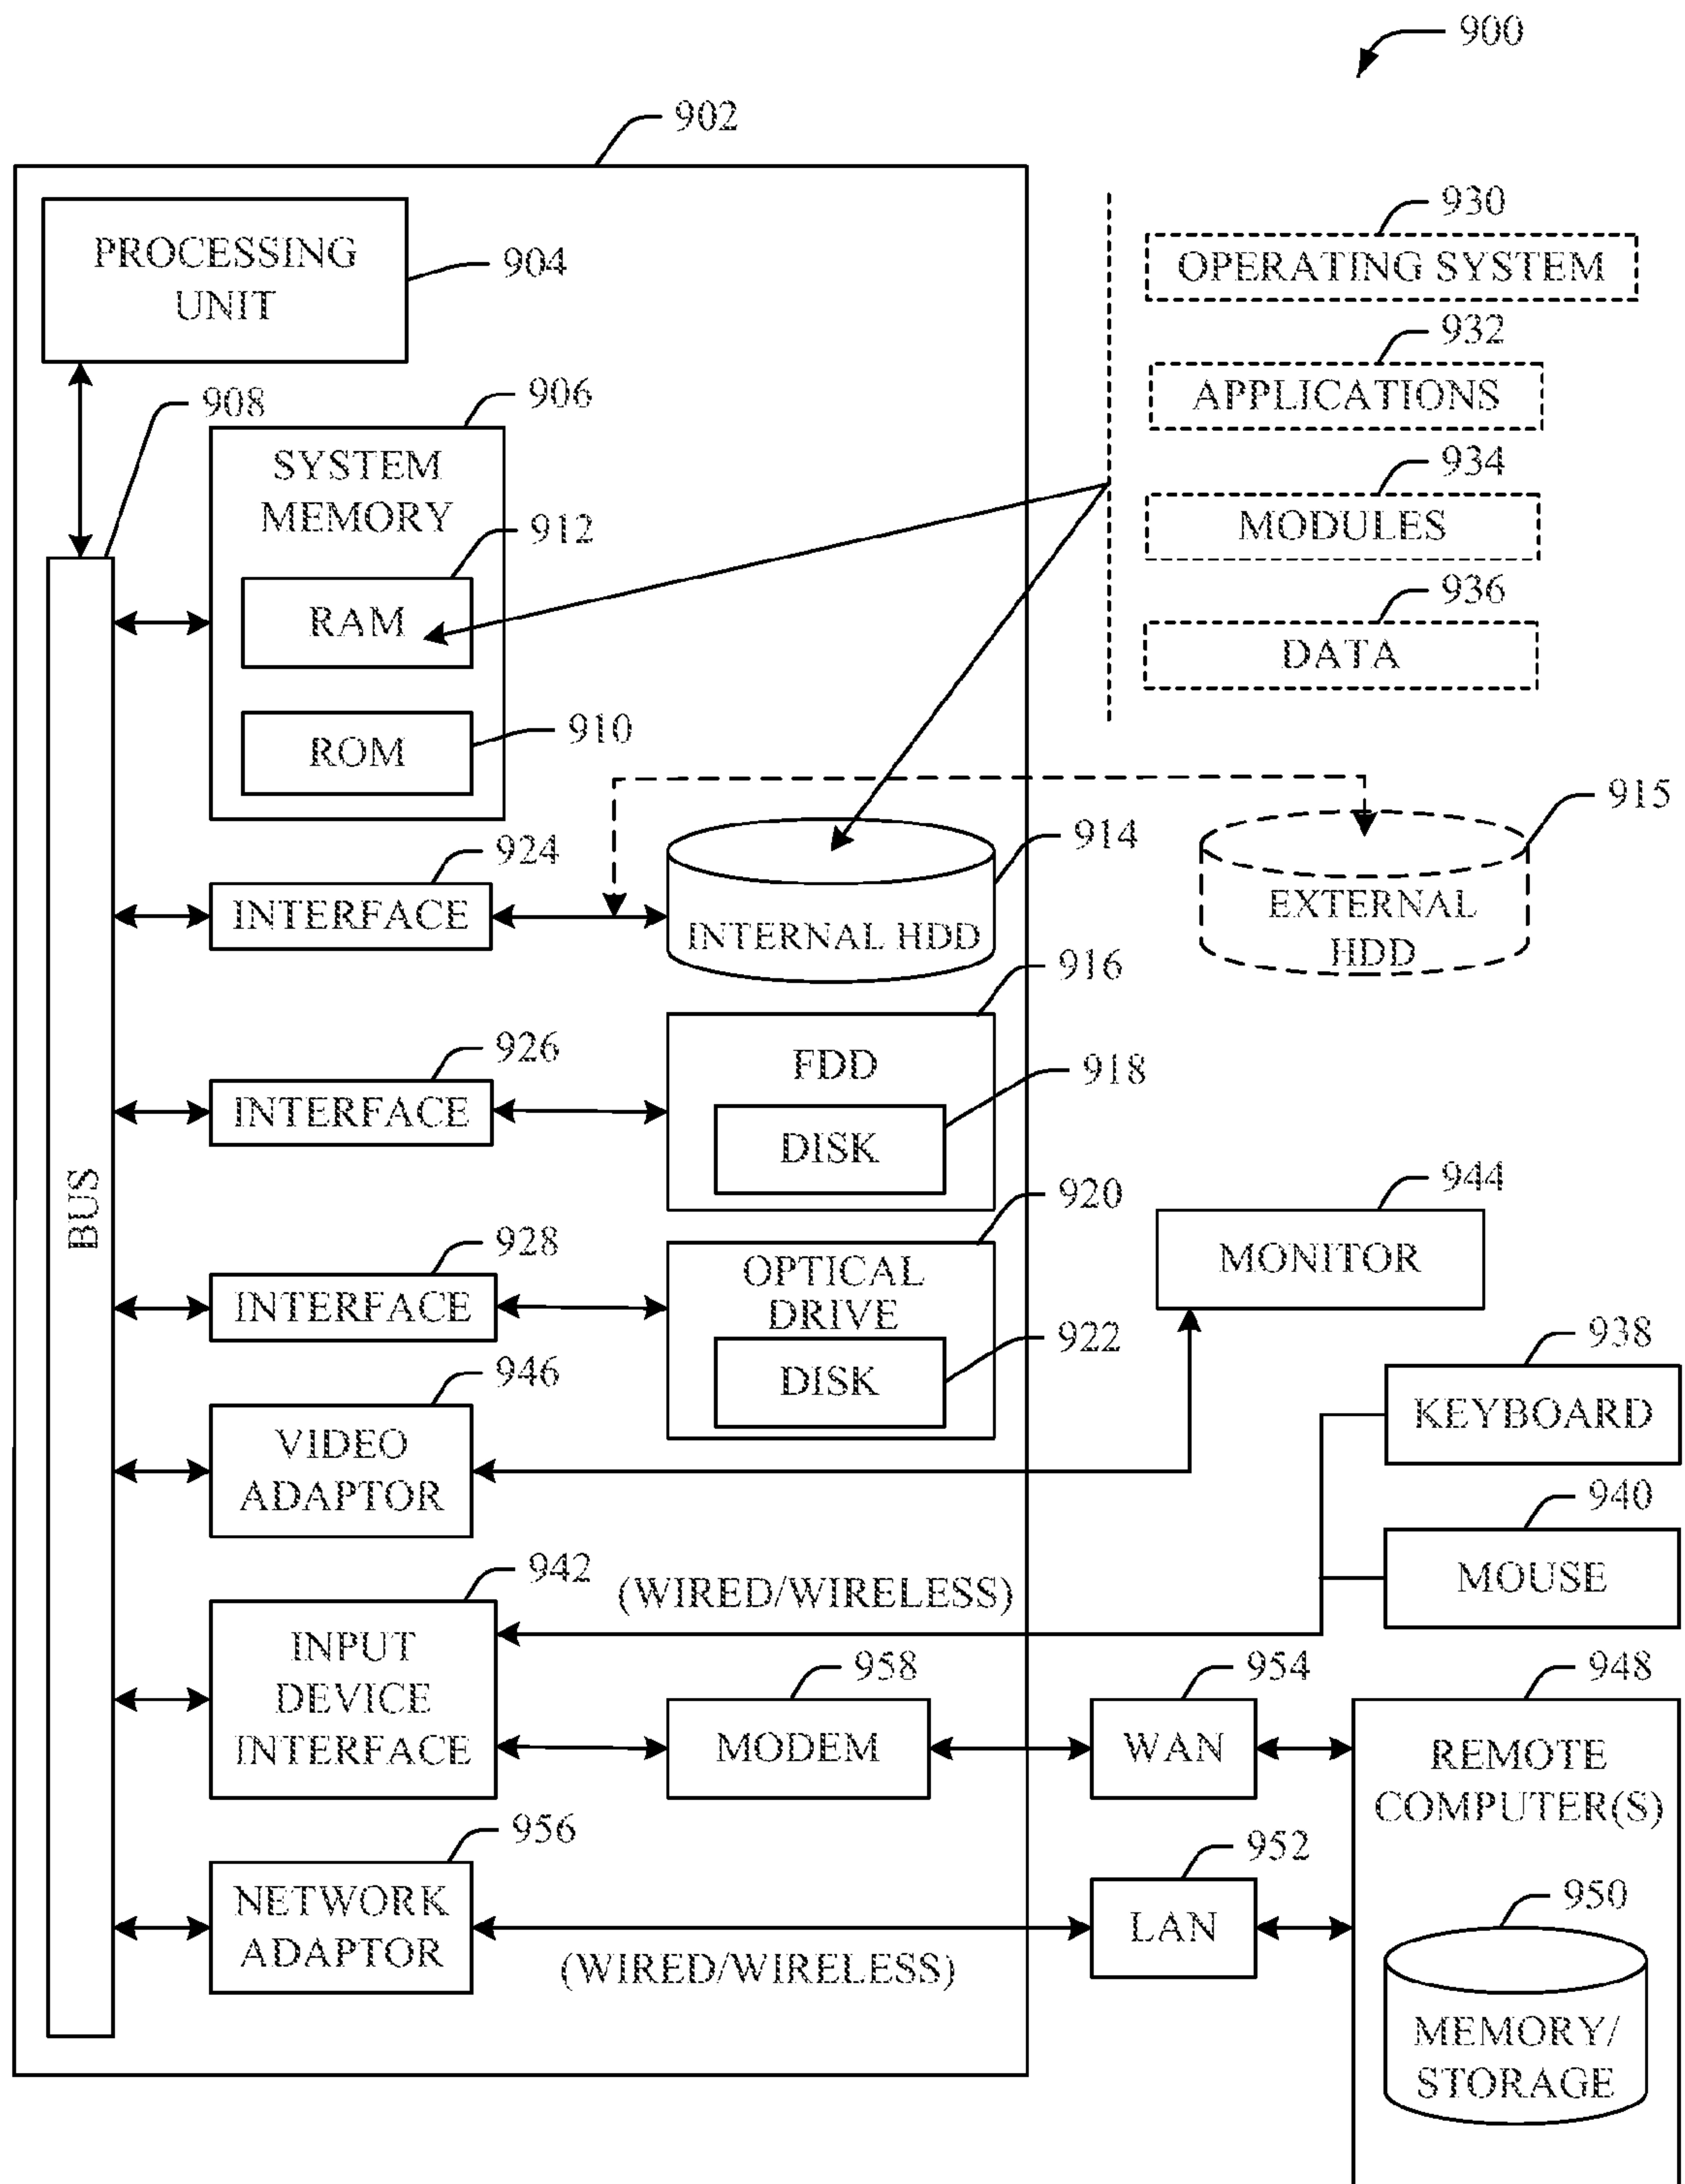 900
902
PROCESSING
UNIT
904
930
OPERATING SYSTEM
932
APPLICATIONS
934
MODULES
936
DATA
908
906
SYSTEM
MEMORY
912
RAM
910
ROM
915
EXTERNAL
HDD
924
INTERFACE
914
INTERNAL HDD
926
INTERFACE
916
FDD
918
DISK
BUS
928
INTERFACE
920
OPTICAL
DRIVE
922
DISK
944
MONITOR
946
VIDEO
ADAPTOR
938
KEYBOARD
940
MOUSE
942
INPUT
DEVICE
INTERFACE
(WIRED/WIRELESS)
958
MODEM
954
WAN
948
REMOTE
COMPUTER(S)
956
NETWORK
ADAPTOR
(WIRED/WIRELESS)
952
LAN
950
MEMORY/
STORAGE